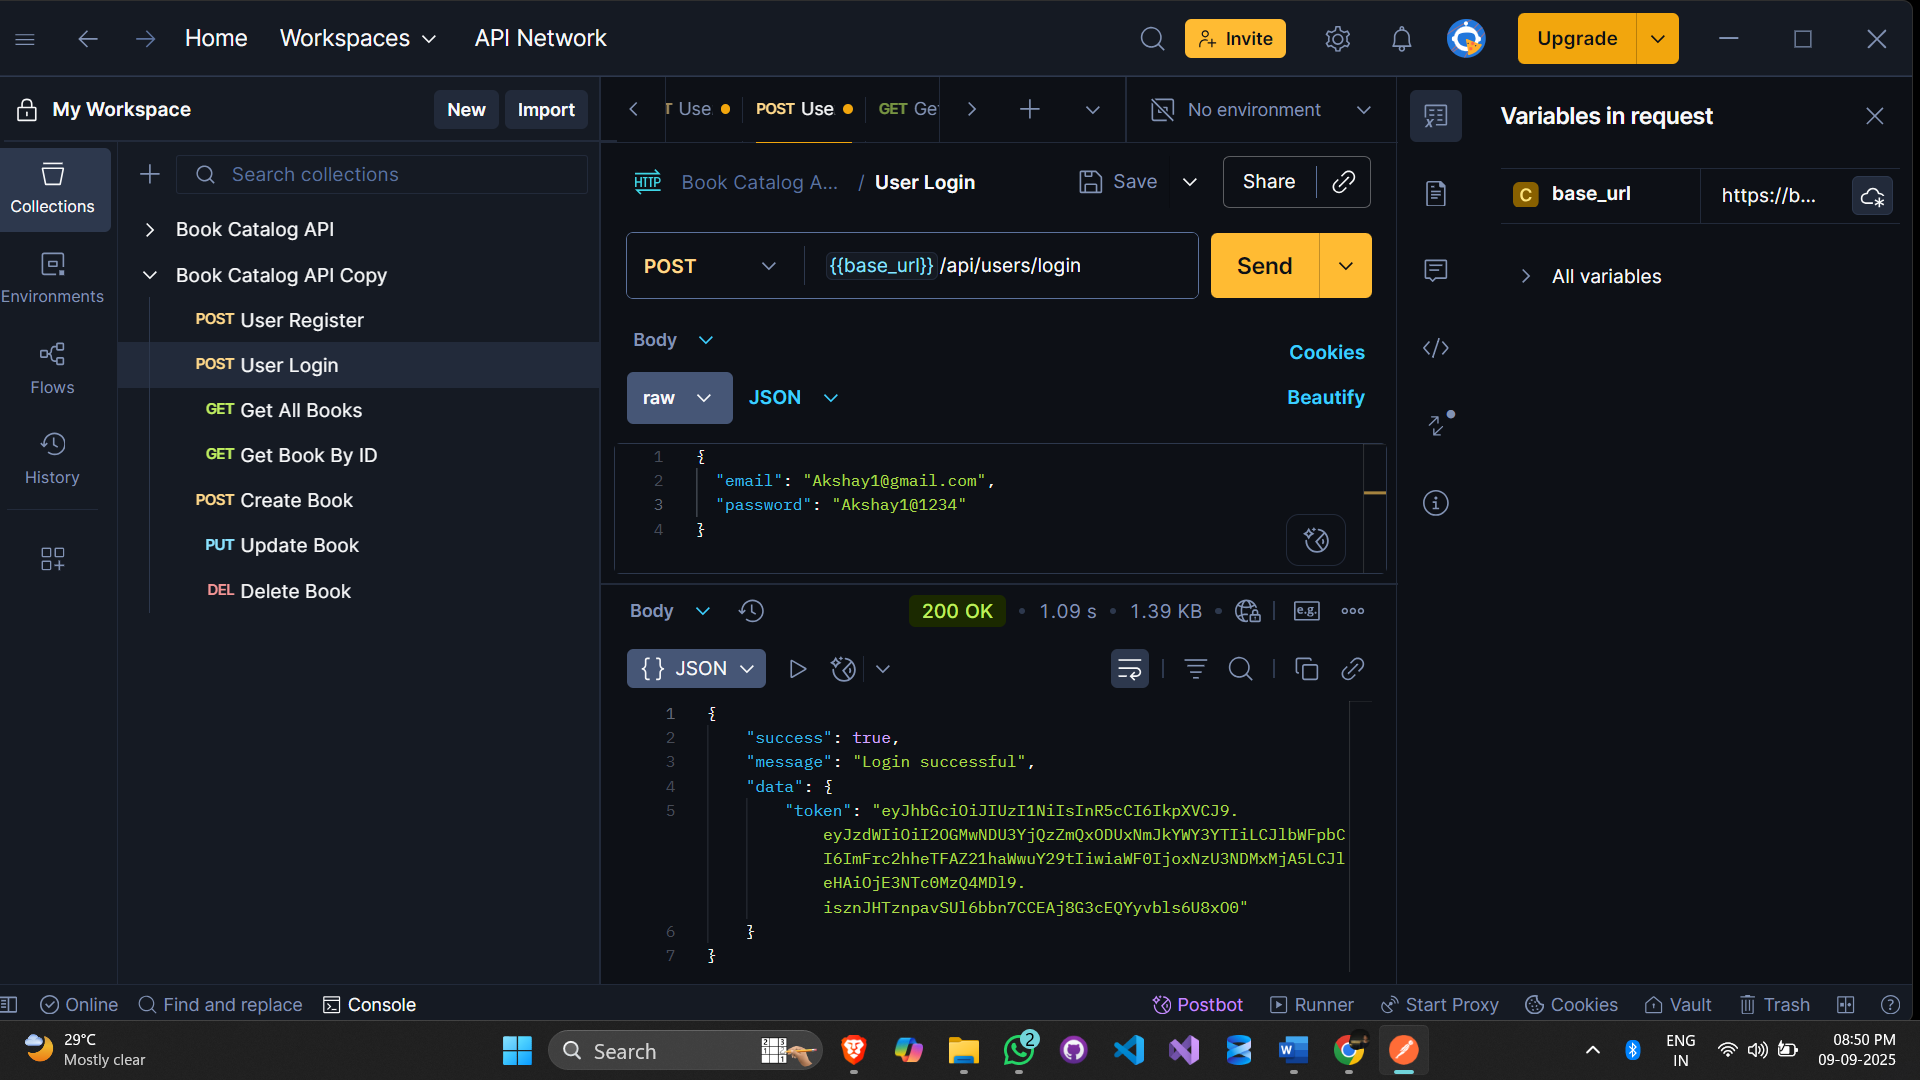 Home
Workspaces
API Network
Invite
Upgrade
My Workspace
New
Import
T Use
POST Use
GET Get
No environment
Variables in request
Collections
Search collections
HTTP
Book Catalog A... / User Login
Save
Share
C base_url
https://b...
Book Catalog API
Book Catalog API Copy
POST
{{base_url}} /api/users/login
Send
All variables
Environments
POST User Register
POST User Login
GET Get All Books
GET Get Book By ID
POST Create Book
PUT Update Book
DEL Delete Book
Flows
History
Body
Cookies
raw
JSON
Beautify
1 {
2 "email": "Akshay1@gmail.com",
3 "password": "Akshay1@1234"
4 }
Body
200 OK
1.09 s
1.39 KB
e.g.
{} JSON
1 {
2 "success": true,
3 "message": "Login successful",
4 "data": {
5 "token": "eyJhbGciOiJIUzI1NiIsInR5cCI6IkpXVCJ9.
eyJzdWIiOiI2OGMwNDU3YjQzZmQxODUxNmJkYWY3YTIiLCJlbWFpbC
I6ImFrc2hheTFAZ21haWwuY29tIiwiaWF0IjoxNzU3NDMxMjA5LCJl
eHAiOjE3NTc0MzQ4MDl9.
isznJHTznpavSUl6bbn7CCEAj8G3cEQYyvbls6U8xO0"
6 }
7 }
Online
Find and replace
Console
Postbot
Runner
Start Proxy
Cookies
Vault
Trash
29°C
Mostly clear
Search
2
ENG
IN
08:50 PM
09-09-2025